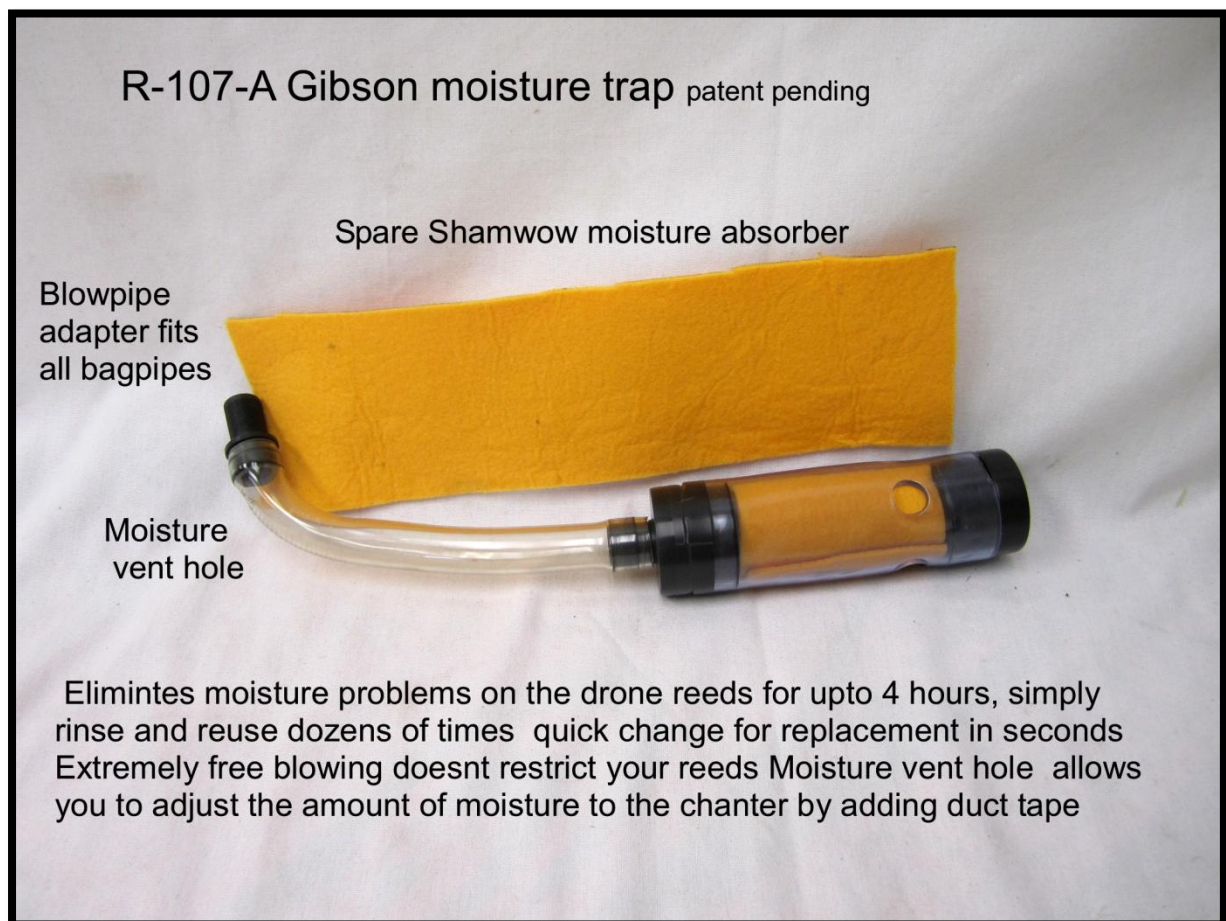 R-107-A Gibson moisture trap patent pending
Spare Shamwow moisture absorber
Blowpipe
adapter fits
all bagpipes
Moisture
vent hole
Elimintes moisture problems on the drone reeds for upto 4 hours, simply
rinse and reuse dozens of times quick change for replacement in seconds
Extremely free blowing doesnt restrict your reeds Moisture vent hole allows
you to adjust the amount of moisture to the chanter by adding duct tape